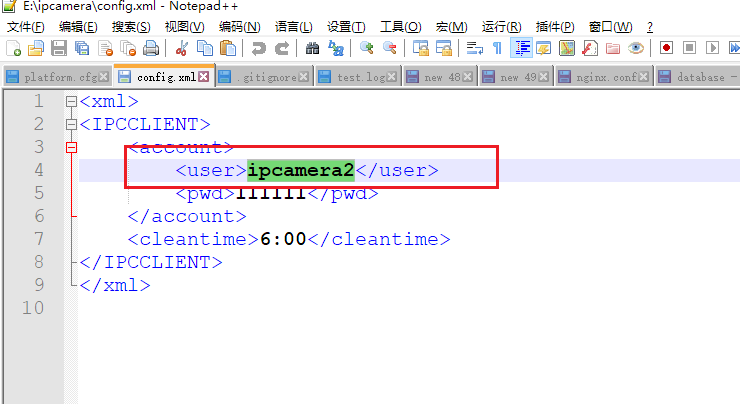 E:\ipcamera\config.xml - Notepad++
文件(F) 编辑(E) 搜索(S) 视图(V) 编码(N) 语言(L) 设置(T) 工具(O) 宏(M) 运行(R) 插件(P) 窗口(W) ?
platform.cfg config.xml .gitignore test.log new 48 new 49 nginx.conf database -
1 <xml>
2 <IPCCLIENT>
3 <account>
4 <user>ipcamera2</user>
5 <pwd>111111</pwd>
6 </account>
7 <cleantime>6:00</cleantime>
8 </IPCCLIENT>
9 </xml>
10